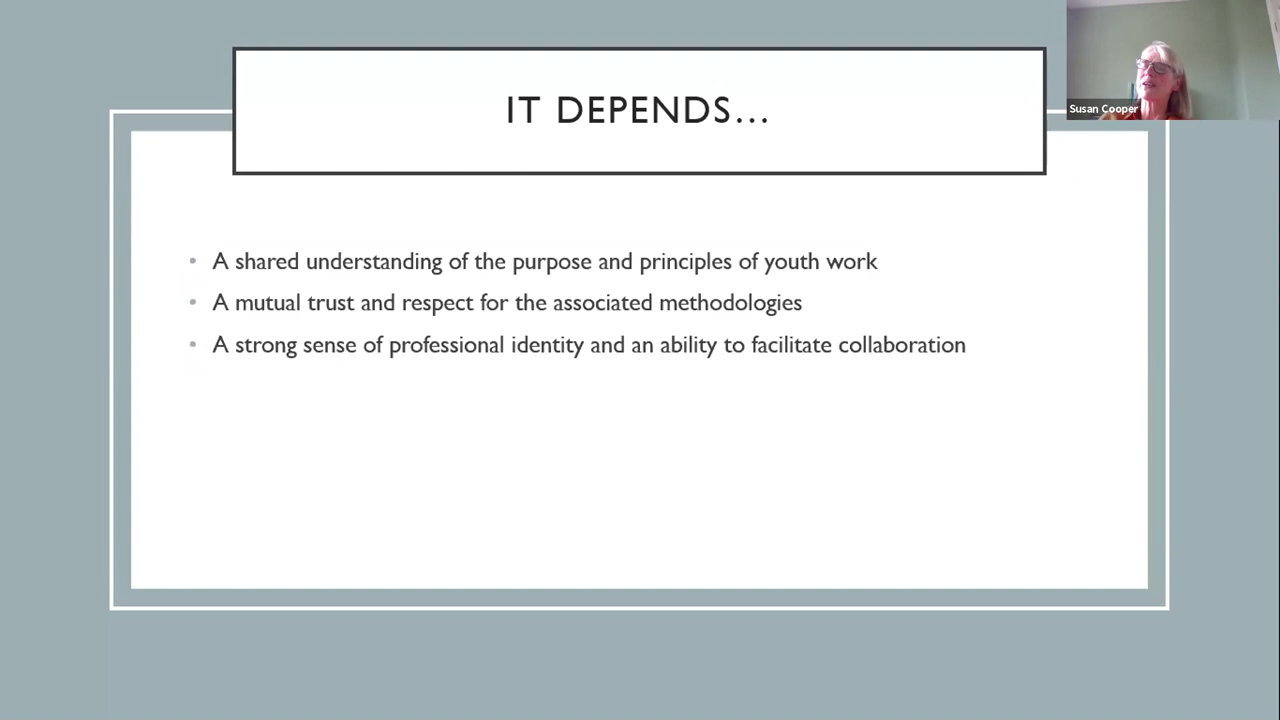 IT DEPENDS...
Susan Cooper
• A shared understanding of the purpose and principles of youth work
• A mutual trust and respect for the associated methodologies
• A strong sense of professional identity and an ability to facilitate collaboration